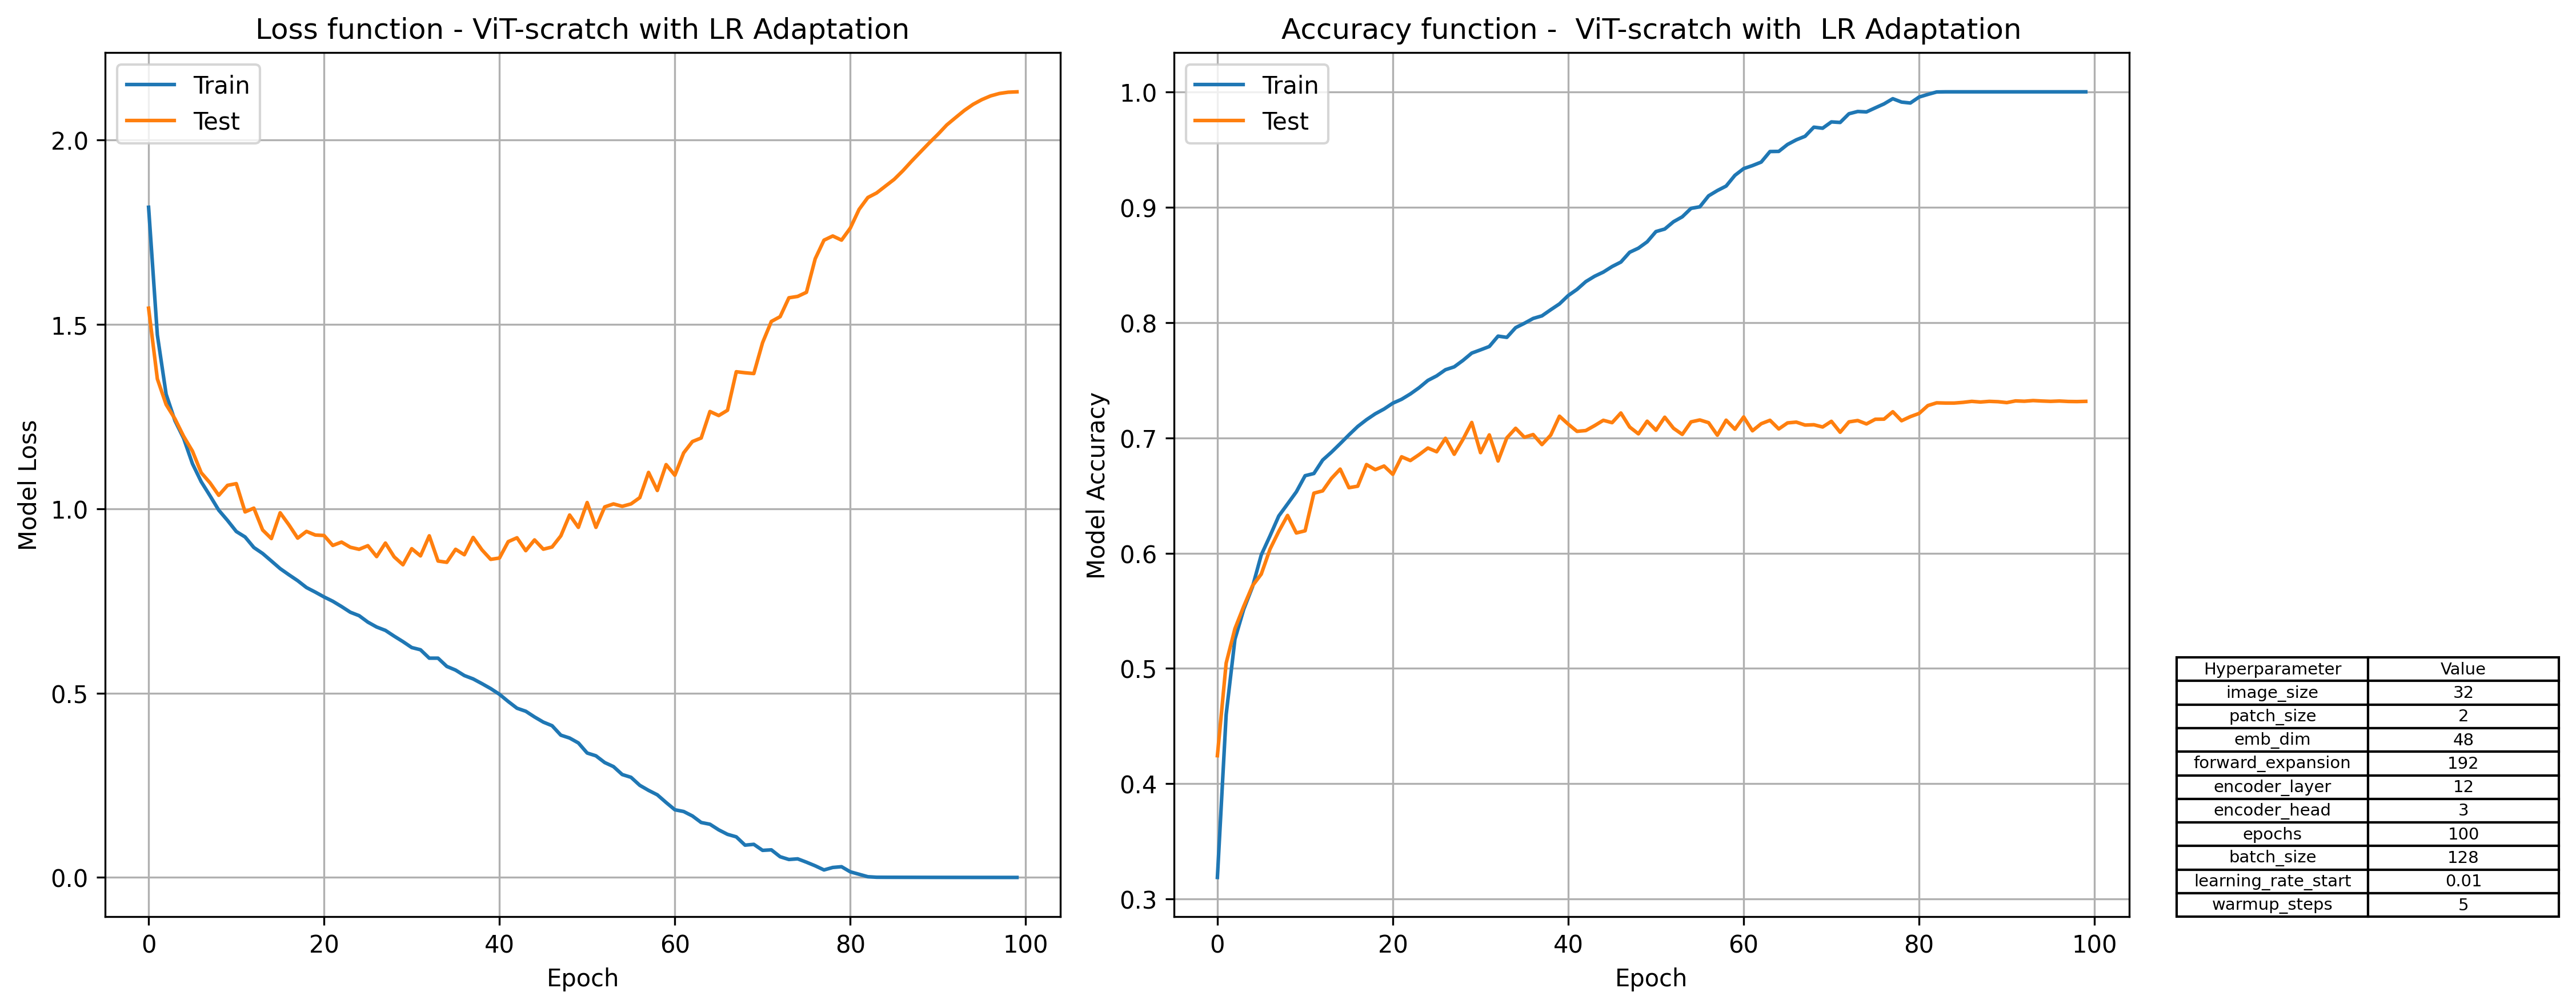 Loss function - ViT-scratch with LR Adaptation
Train
Test
2.0
1.5
1.0
0.5
0.0
Model Loss
0 20 40 60 80 100
Epoch
Accuracy function -  ViT-scratch with  LR Adaptation
Train
Test
1.0
0.9
0.8
0.7
0.6
0.5
0.4
0.3
Model Accuracy
0 20 40 60 80 100
Epoch
Hyperparameter Value
image_size 32
patch_size 2
emb_dim 48
forward_expansion 192
encoder_layer 12
encoder_head 3
epochs 100
batch_size 128
learning_rate_start 0.01
warmup_steps 5